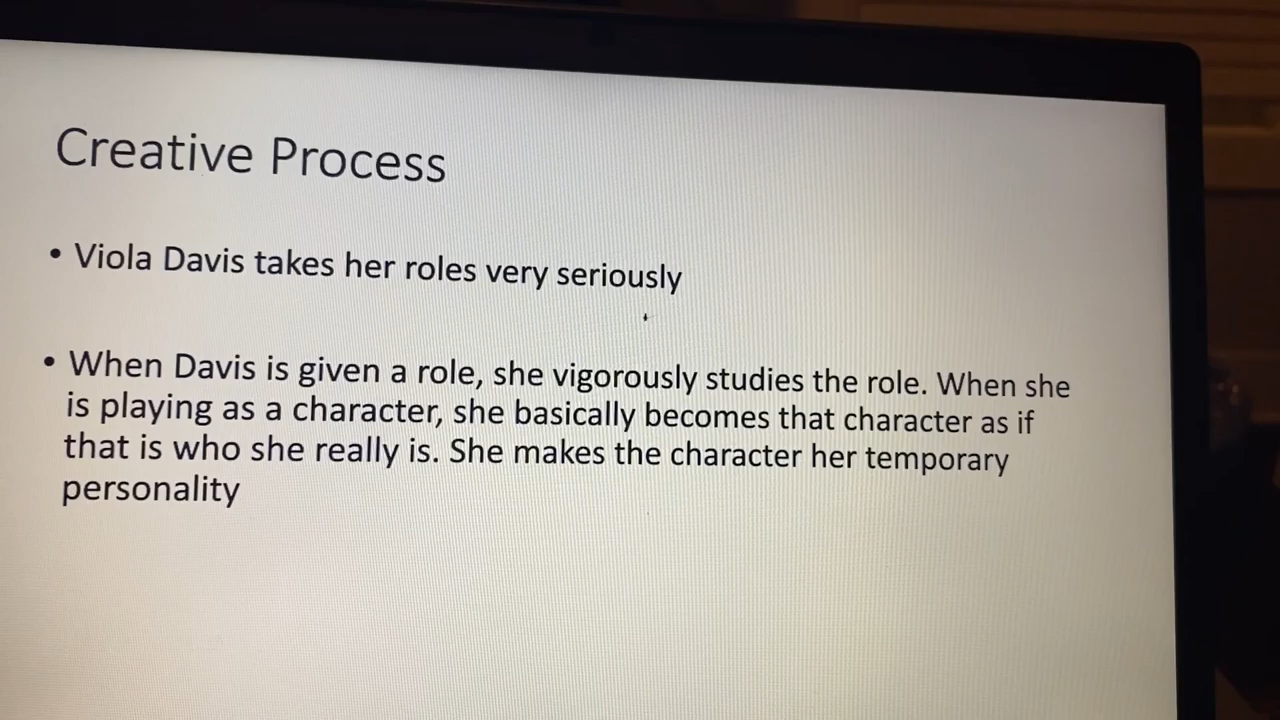 Creative Process
• Viola Davis takes her roles very seriously
• When Davis is given a role, she vigorously studies the role. When she
is playing as a character, she basically becomes that character as if
that is who she really is. She makes the character her temporary
personality